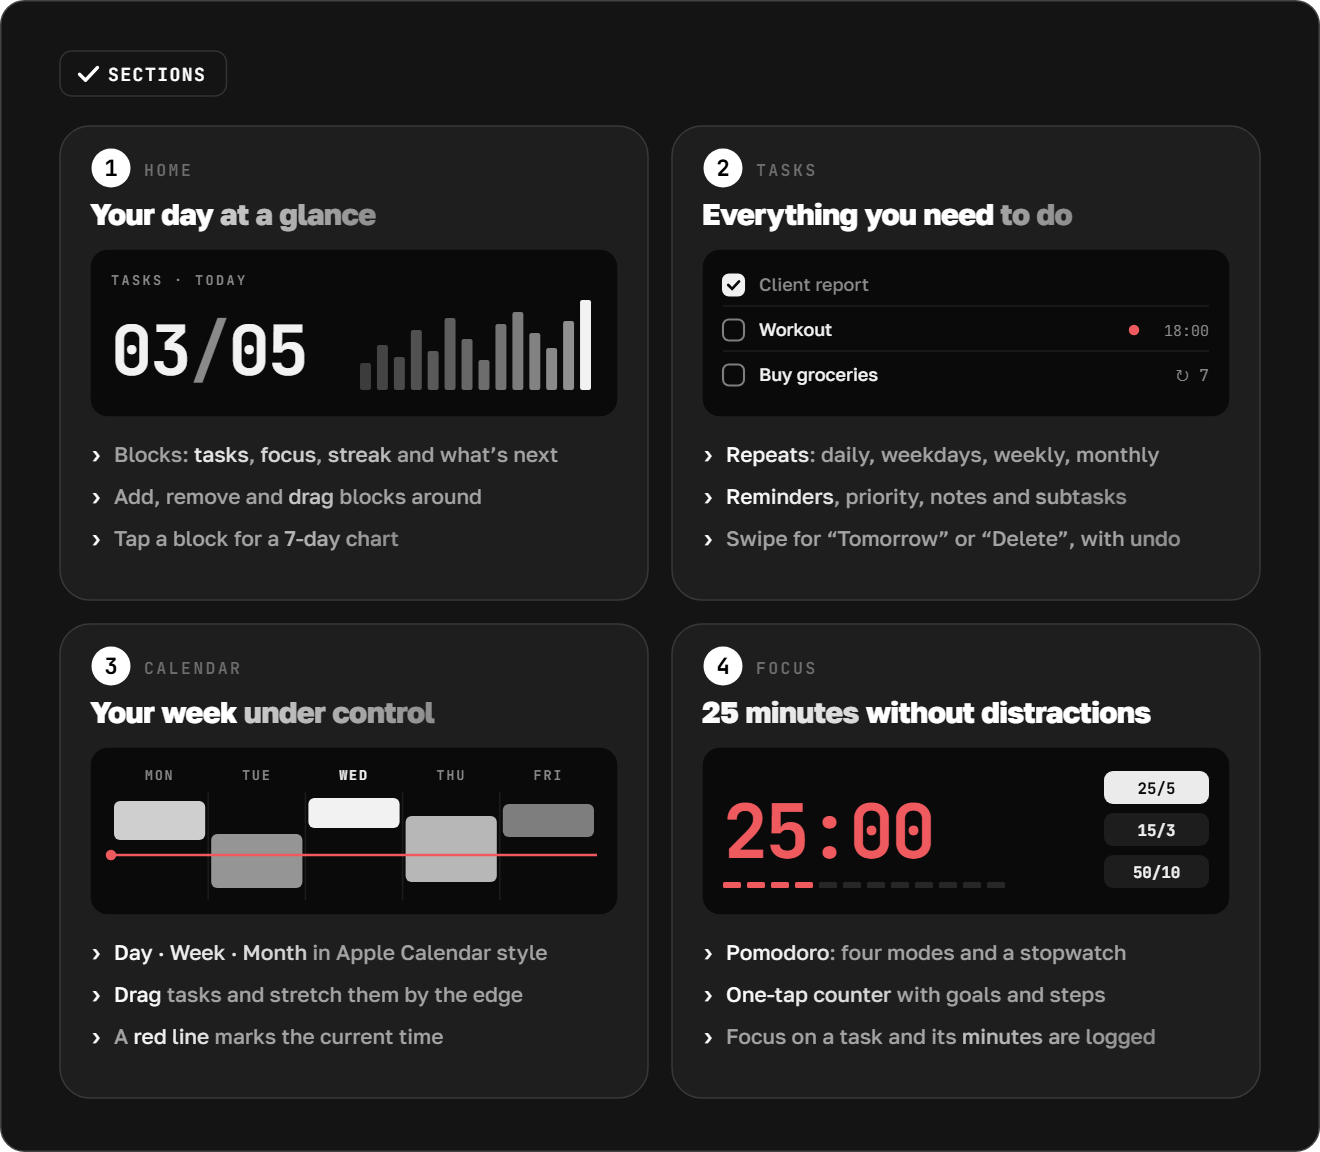 SECTIONS
1 HOME
Your day at a glance
TASKS · TODAY
03/05
› Blocks: tasks, focus, streak and what’s next
› Add, remove and drag blocks around
› Tap a block for a 7-day chart
2 TASKS
Everything you need to do
Client report
Workout 18:00
Buy groceries ↻ 7
› Repeats: daily, weekdays, weekly, monthly
› Reminders, priority, notes and subtasks
› Swipe for “Tomorrow” or “Delete”, with undo
3 CALENDAR
Your week under control
MON TUE WED THU FRI
› Day · Week · Month in Apple Calendar style
› Drag tasks and stretch them by the edge
› A red line marks the current time
4 FOCUS
25 minutes without distractions
25:00
25/5
15/3
50/10
› Pomodoro: four modes and a stopwatch
› One-tap counter with goals and steps
› Focus on a task and its minutes are logged